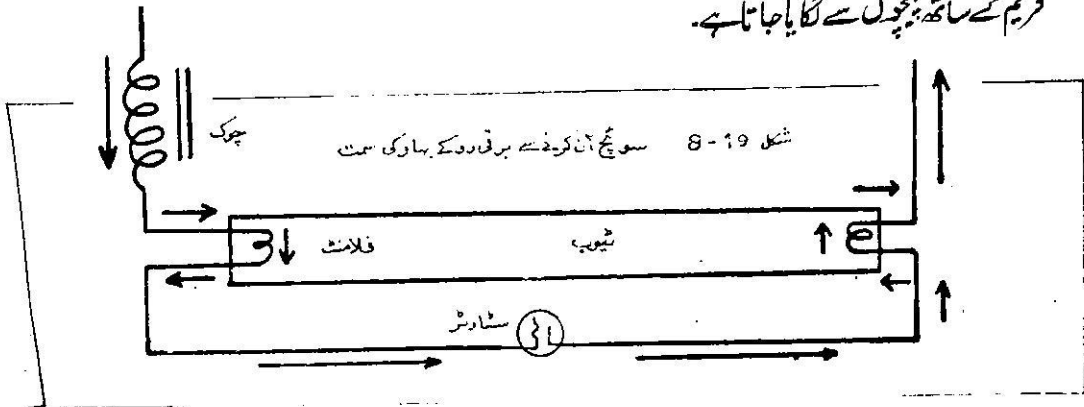 فریم کے ساتھ پیچوں سے لگایا جاتا ہے۔
چوک
شکل 19-8 سوئچ آن کرنے سے برقی رو کے بہاؤ کی سمت
فلامنٹ
ٹیوب
سٹارٹر